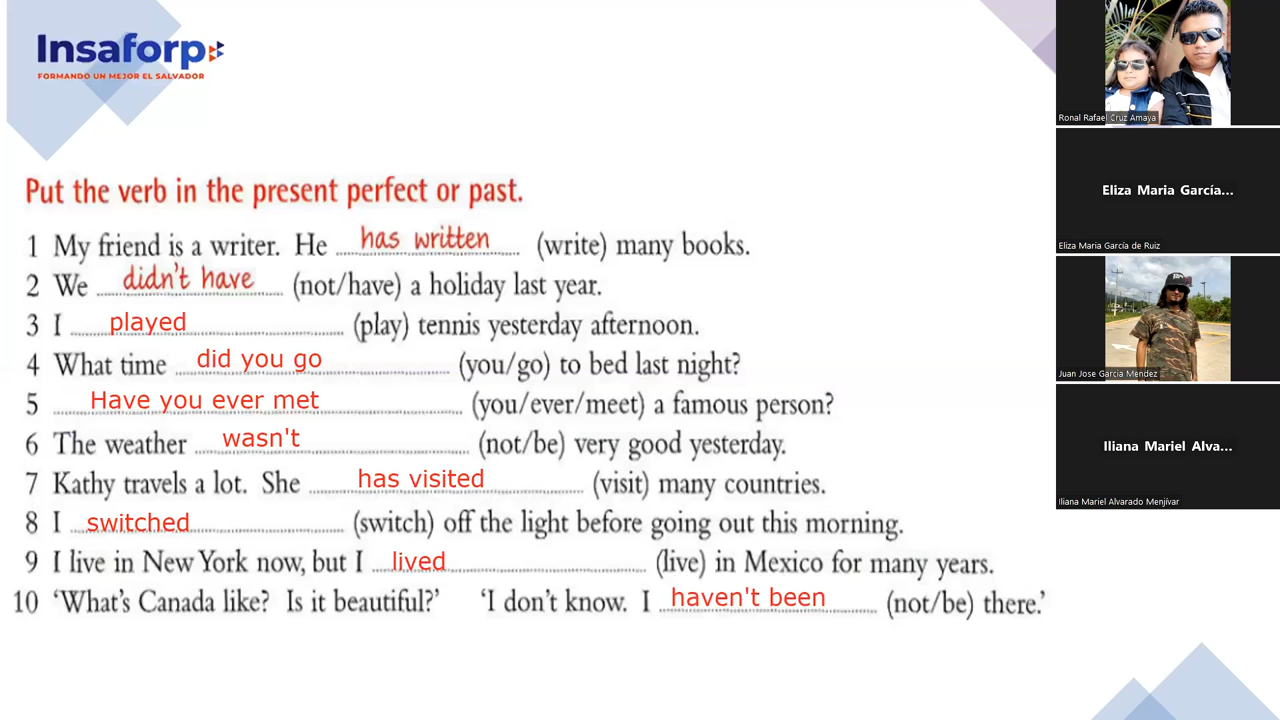 Insaforp
FORMANDO UN MEJOR EL SALVADOR
Put the verb in the present perfect or past.
1 My friend is a writer. He has written (write) many books.
2 We didn't have (not/have) a holiday last year.
3 I played (play) tennis yesterday afternoon.
4 What time did you go (you/go) to bed last night?
5 Have you ever met (you/ever/meet) a famous person?
6 The weather wasn't (not/be) very good yesterday.
7 Kathy travels a lot. She has visited (visit) many countries.
8 I switched (switch) off the light before going out this morning.
9 I live in New York now, but I lived (live) in Mexico for many years.
10 ‘What's Canada like? Is it beautiful?’ ‘I don't know. I haven't been (not/be) there.’
Ronal Rafael Cruz Amaya
Eliza Maria García...
Eliza Maria García de Ruiz
Juan Jose Garcia Mendez
Iliana Mariel Alva...
Iliana Mariel Alvarado Menjívar